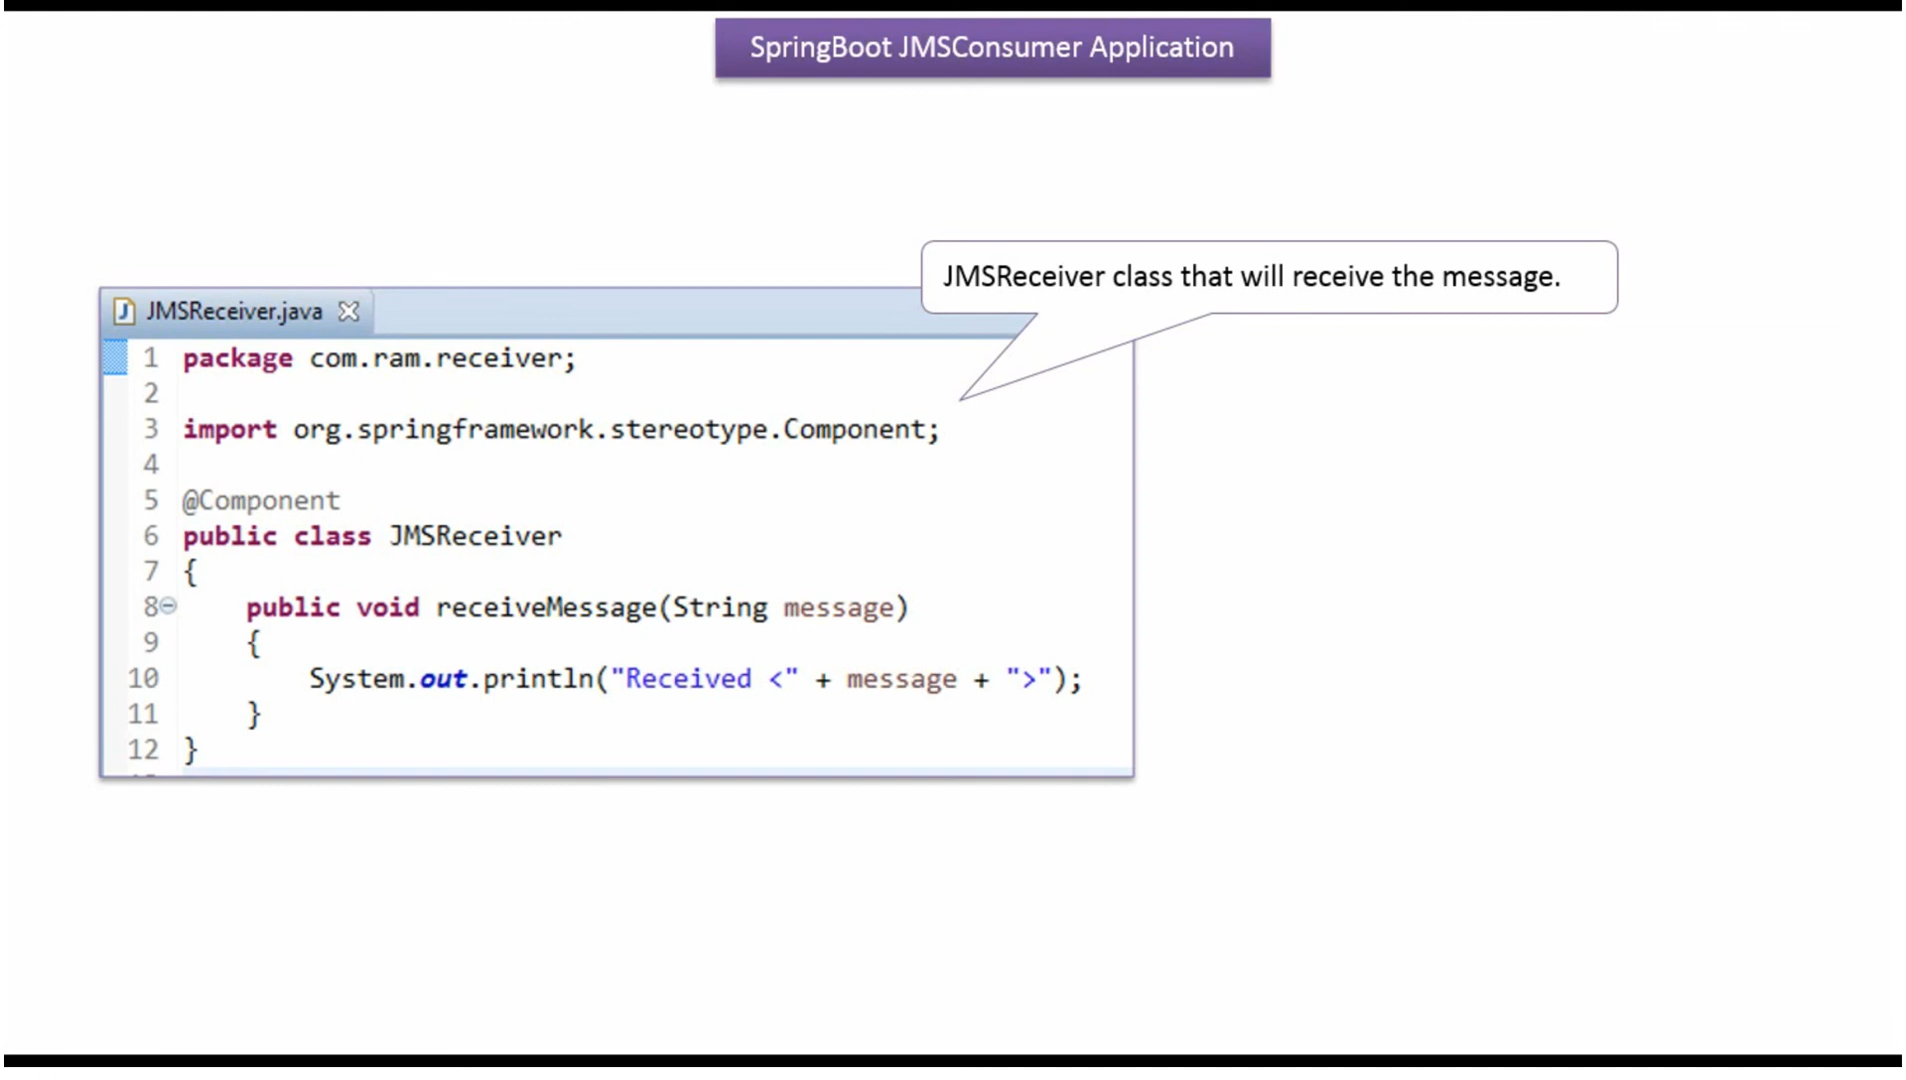 SpringBoot JMSConsumer Application
JMSReceiver class that will receive the message.
JMSReceiver.java
1 package com.ram.receiver;
2
3 import org.springframework.stereotype.Component;
4
5 @Component
6 public class JMSReceiver
7 {
8 public void receiveMessage(String message)
9 {
10 System.out.println("Received <" + message + ">");
11 }
12 }